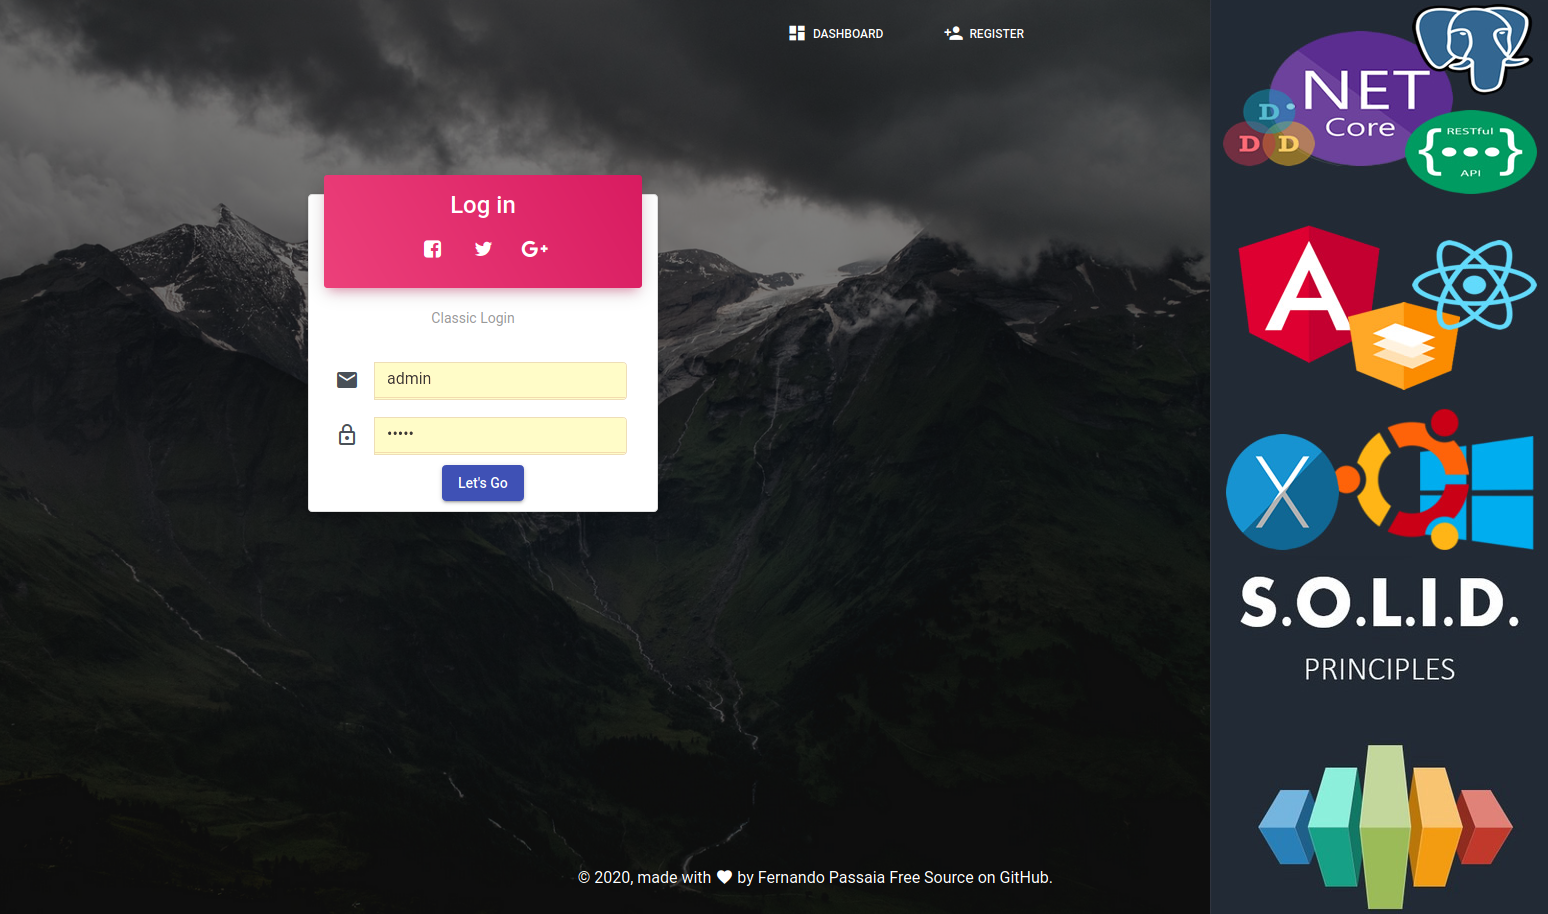 DASHBOARD
REGISTER
Log in
G+
Classic Login
admin
•••••
Let's Go
© 2020, made with ♥ by Fernando Passaia Free Source on GitHub.
NET
Core
D
D
D
RESTful
{•••}
API
A
X
S.O.L.I.D.
PRINCIPLES